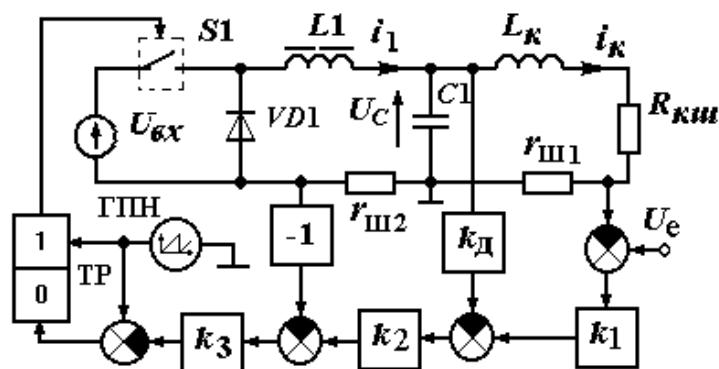 S1
L1
i₁
Lк
iк
Uвх
VD1
UC
C1
Rкш
rШ1
ГПН
rШ2
Uе
1
0
ТР
-1
kД
k3
k2
k1